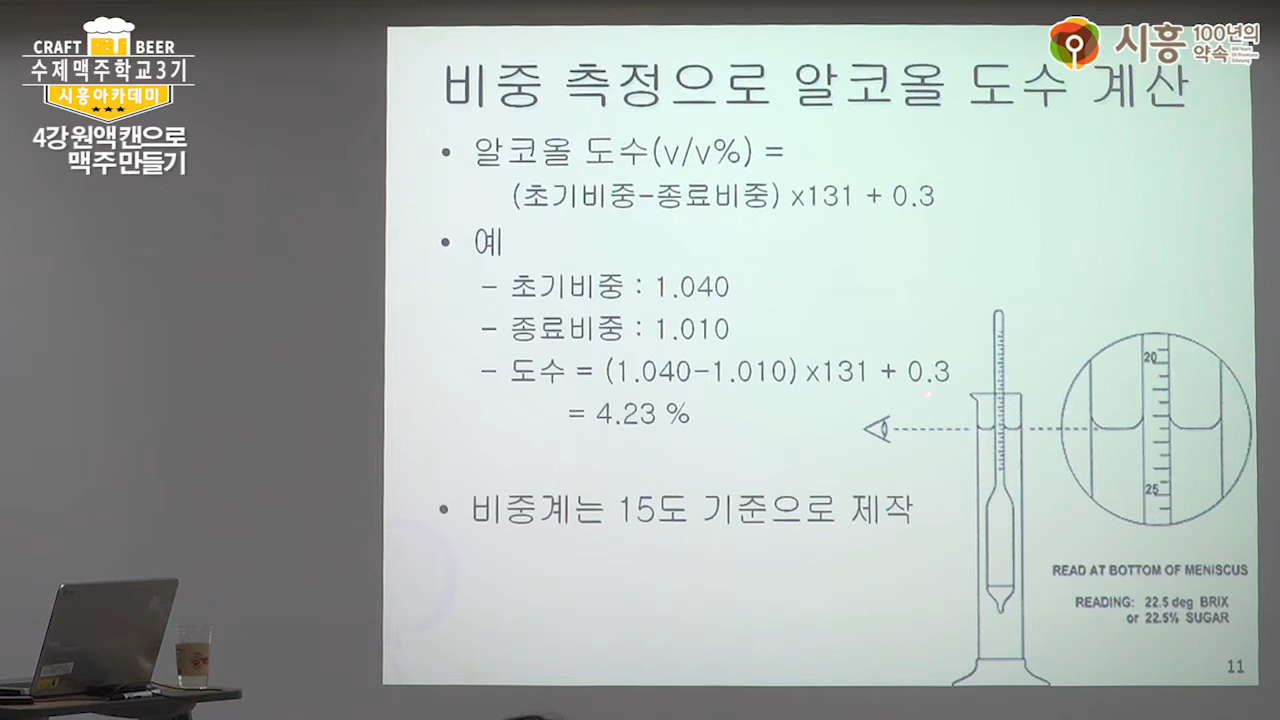 CRAFT BEER
수제맥주학교3기
시흥아카데미
4강 원액 캔으로
맥주 만들기
시흥 100년의
약속
비중 측정으로 알코올 도수 계산
• 알코올 도수(v/v%) =
(초기비중-종료비중) x131 + 0.3
• 예
- 초기비중 : 1.040
- 종료비중 : 1.010
- 도수 = (1.040-1.010) x131 + 0.3
= 4.23 %
• 비중계는 15도 기준으로 제작
20
25
READ AT BOTTOM OF MENISCUS
READING: 22.5 deg BRIX
or 22.5% SUGAR
11